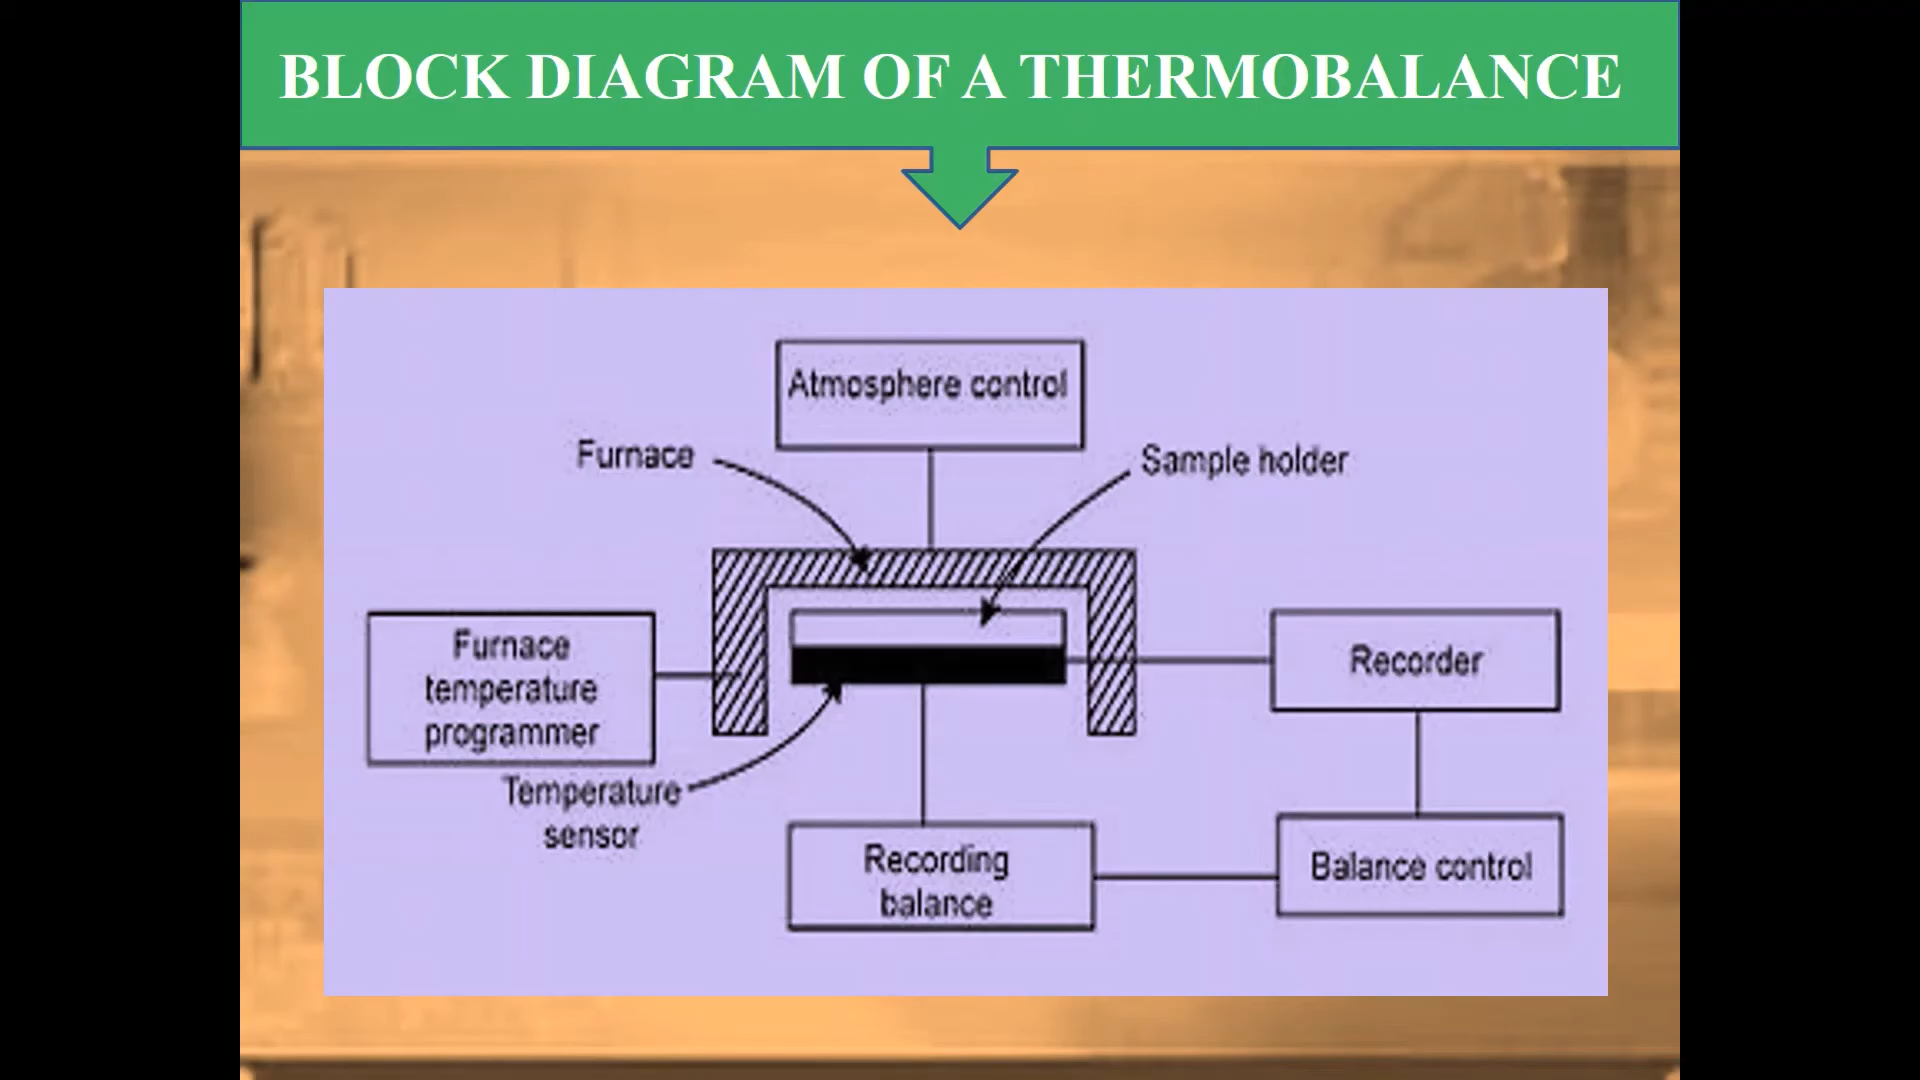 BLOCK DIAGRAM OF A THERMOBALANCE
Atmosphere control
Furnace
Sample holder
Furnace
temperature
programmer
Recorder
Temperature
sensor
Recording
balance
Balance control